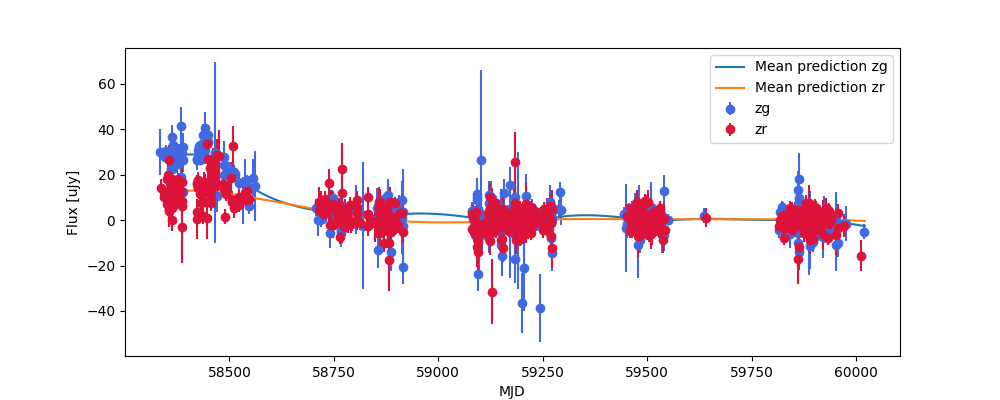 Mean prediction zg
Mean prediction zr
zg
zr
Flux [uJy]
60
40
20
0
−20
−40
58500
58750
59000
59250
59500
59750
60000
MJD